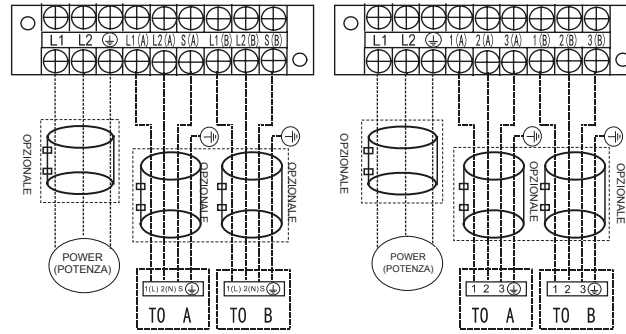 L1 L2 L1(A) L2(A) S(A) L1(B) L2(B) S(B)
OPZIONALE
OPZIONALE
OPZIONALE
POWER
(POTENZA)
1(L) 2(N) S
1(L) 2(N) S
TO A
TO B
L1 L2 1(A) 2(A) 3(A) 1(B) 2(B) 3(B)
OPZIONALE
OPZIONALE
OPZIONALE
POWER
(POTENZA)
1 2 3
1 2 3
TO A
TO B